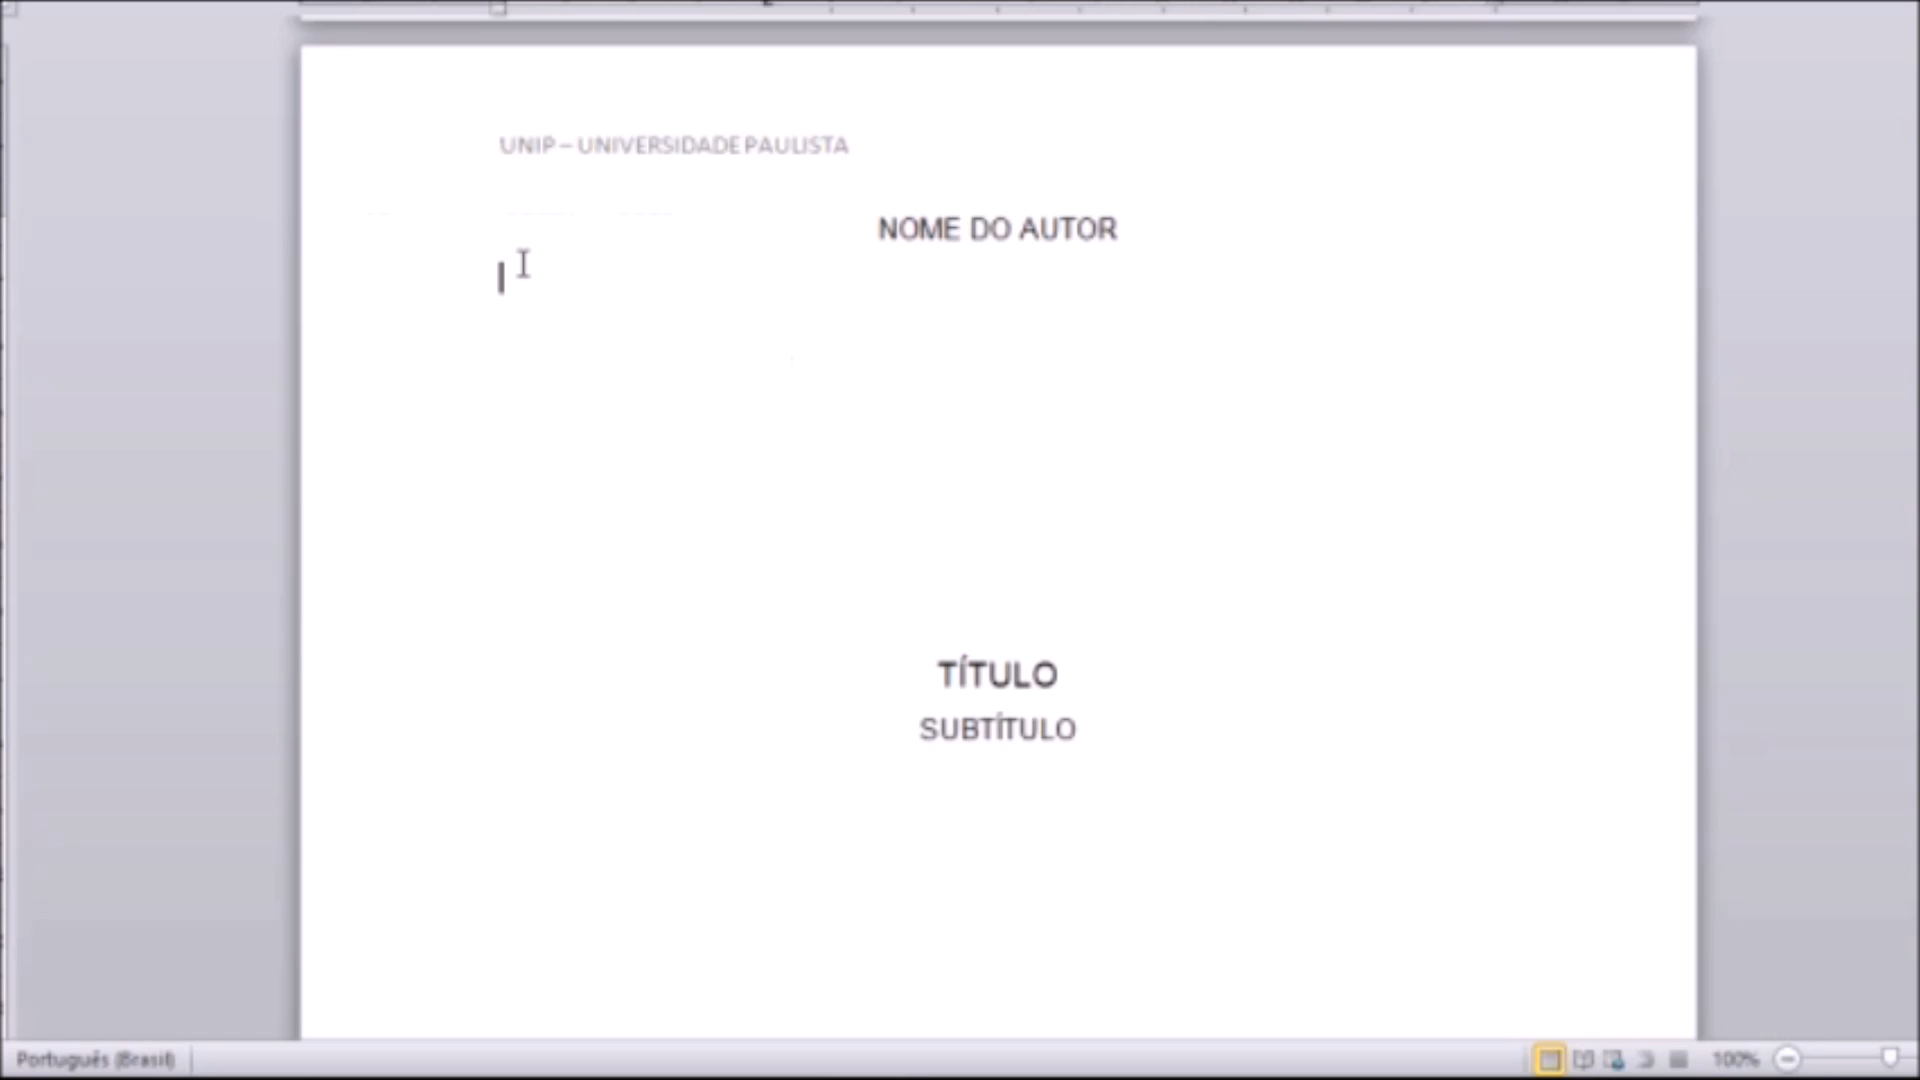 UNIP – UNIVERSIDADE PAULISTA
NOME DO AUTOR
TÍTULO
SUBTÍTULO
Português (Brasil)
100%